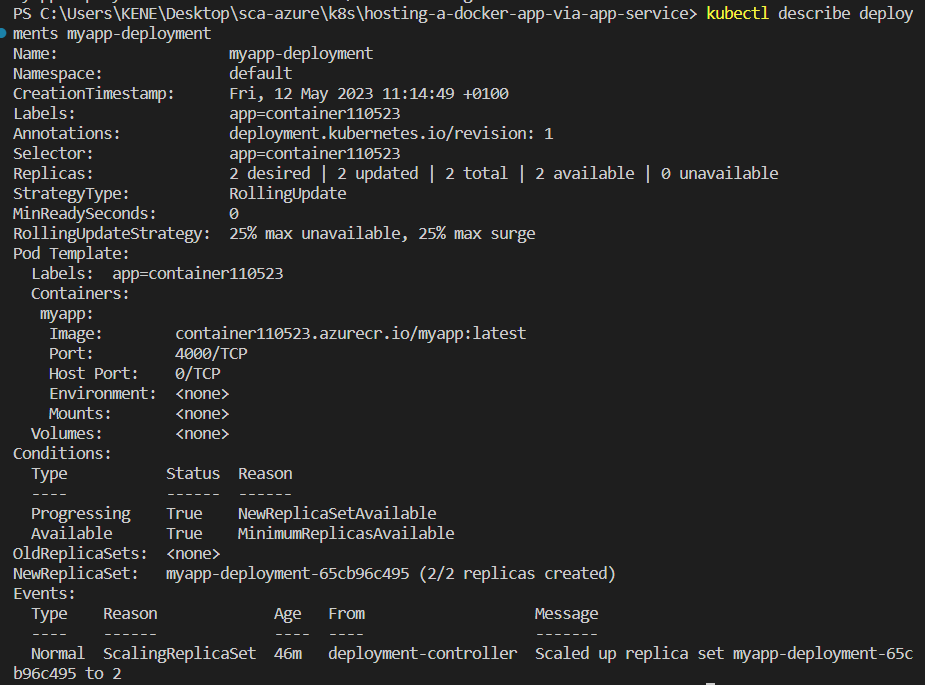 PS C:\Users\KENE\Desktop\sca-azure\k8s\hosting-a-docker-app-via-app-service> kubectl describe deploy
ments myapp-deployment
Name:                   myapp-deployment
Namespace:              default
CreationTimestamp:      Fri, 12 May 2023 11:14:49 +0100
Labels:                 app=container110523
Annotations:            deployment.kubernetes.io/revision: 1
Selector:               app=container110523
Replicas:               2 desired | 2 updated | 2 total | 2 available | 0 unavailable
StrategyType:           RollingUpdate
MinReadySeconds:        0
RollingUpdateStrategy:  25% max unavailable, 25% max surge
Pod Template:
  Labels:  app=container110523
  Containers:
   myapp:
    Image:        container110523.azurecr.io/myapp:latest
    Port:         4000/TCP
    Host Port:    0/TCP
    Environment:  <none>
    Mounts:       <none>
  Volumes:        <none>
Conditions:
  Type           Status  Reason
  ----           ------  ------
  Progressing    True    NewReplicaSetAvailable
  Available      True    MinimumReplicasAvailable
OldReplicaSets:  <none>
NewReplicaSet:   myapp-deployment-65cb96c495 (2/2 replicas created)
Events:
  Type    Reason             Age   From                   Message
  ----    ------             ----  ----                   -------
  Normal  ScalingReplicaSet  46m   deployment-controller  Scaled up replica set myapp-deployment-65c
b96c495 to 2